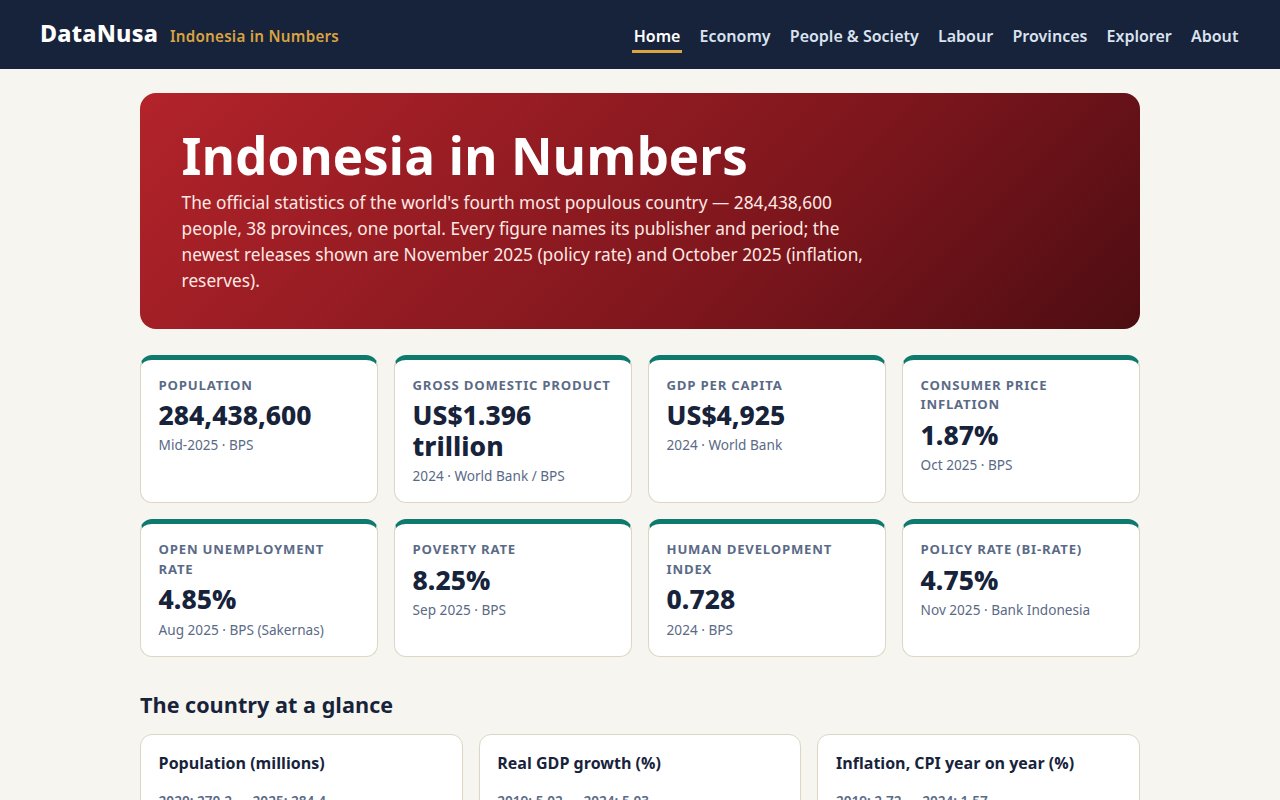 DataNusa Indonesia in Numbers
Home Economy People & Society Labour Provinces Explorer About
Indonesia in Numbers
The official statistics of the world's fourth most populous country — 284,438,600
people, 38 provinces, one portal. Every figure names its publisher and period; the
newest releases shown are November 2025 (policy rate) and October 2025 (inflation,
reserves).
POPULATION
284,438,600
Mid-2025 · BPS
GROSS DOMESTIC PRODUCT
US$1.396
trillion
2024 · World Bank / BPS
GDP PER CAPITA
US$4,925
2024 · World Bank
CONSUMER PRICE
INFLATION
1.87%
Oct 2025 · BPS
OPEN UNEMPLOYMENT
RATE
4.85%
Aug 2025 · BPS (Sakernas)
POVERTY RATE
8.25%
Sep 2025 · BPS
HUMAN DEVELOPMENT
INDEX
0.728
2024 · BPS
POLICY RATE (BI-RATE)
4.75%
Nov 2025 · Bank Indonesia
The country at a glance
Population (millions)
Real GDP growth (%)
Inflation, CPI year on year (%)